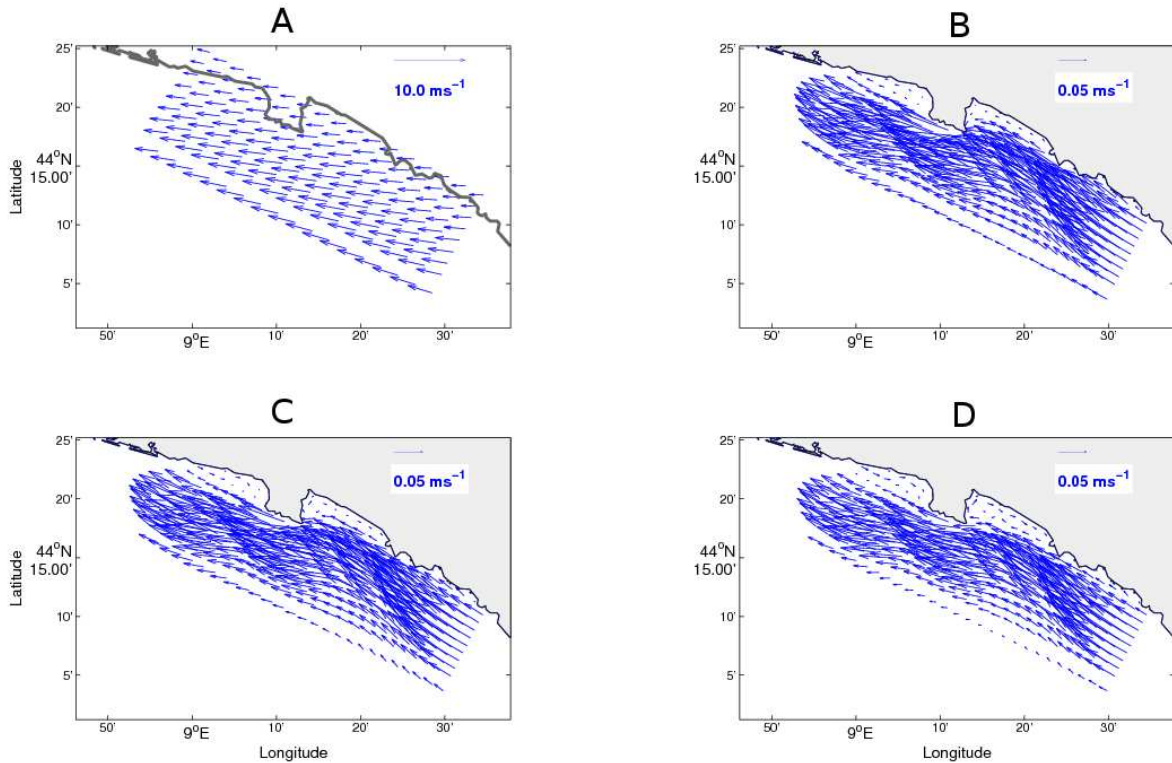 A
B
25'
20'
44°N
15.00'
10'
5'
Latitude
10.0 ms⁻¹
50'
9°E
10'
20'
30'
25'
20'
44°N
15.00'
10'
5'
0.05 ms⁻¹
50'
9°E
10'
20'
30'
C
D
25'
20'
44°N
15.00'
10'
5'
Latitude
0.05 ms⁻¹
50'
9°E
10'
20'
30'
Longitude
25'
20'
44°N
15.00'
10'
5'
0.05 ms⁻¹
50'
9°E
10'
20'
30'
Longitude